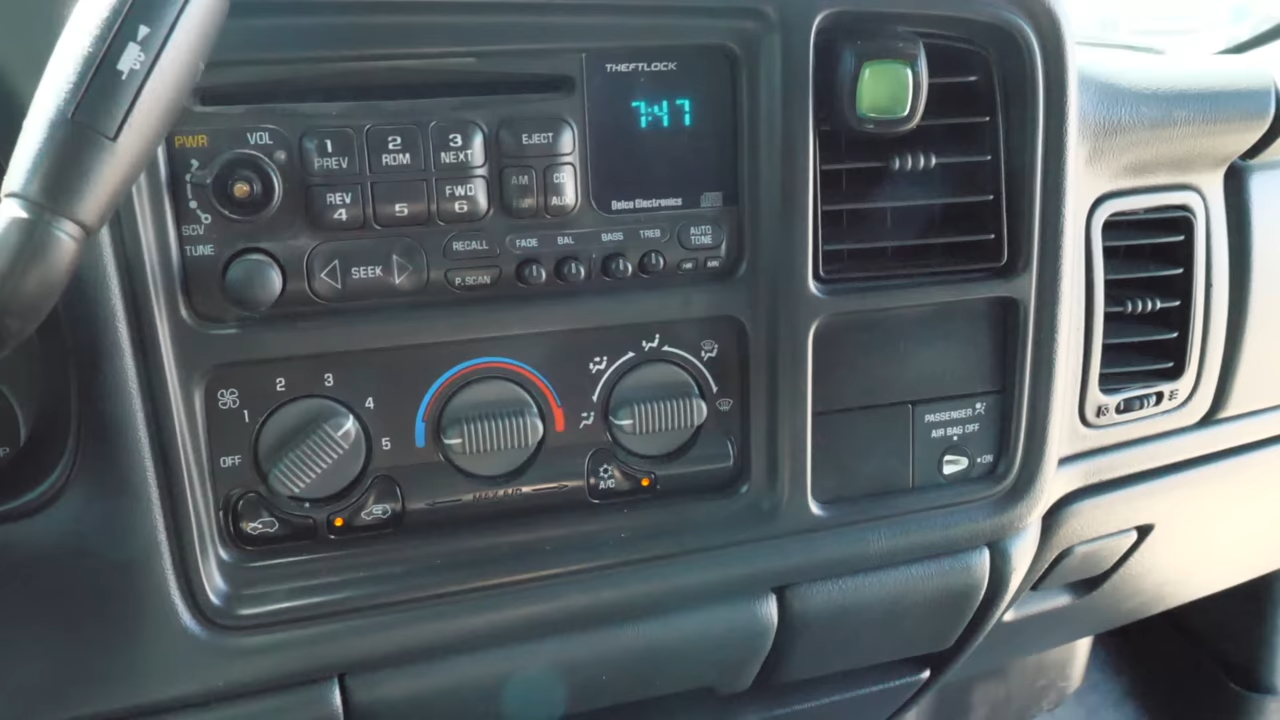 THEFTLOCK
7:47
PWR
VOL
1
PREV
2
RDM
3
NEXT
EJECT
REV
4
5
FWD
6
AM
CD
AUX
Delco Electronics
SCV
TUNE
SEEK
RECALL
P.SCAN
FADE
BAL
BASS
TREB
AUTO
TONE
OFF
1
2
3
4
5
MAX A/C
A/C
PASSENGER
AIR BAG OFF
ON